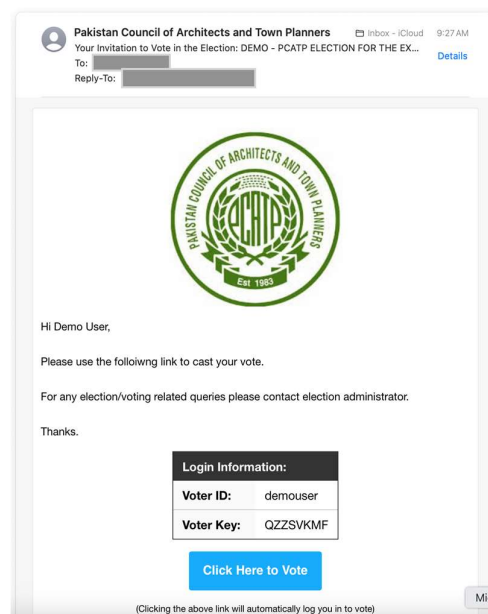 Pakistan Council of Architects and Town Planners Inbox - iCloud 9:27 AM
Your Invitation to Vote in the Election: DEMO - PCATP ELECTION FOR THE EX...
To: Details
Reply-To:
PAKISTAN COUNCIL OF ARCHITECTS AND TOWN PLANNERS
PCATP
Est 1983
Hi Demo User,
Please use the folloiwng link to cast your vote.
For any election/voting related queries please contact election administrator.
Thanks.
Login Information:
Voter ID: demouser
Voter Key: QZZSVKMF
Click Here to Vote
(Clicking the above link will automatically log you in to vote)